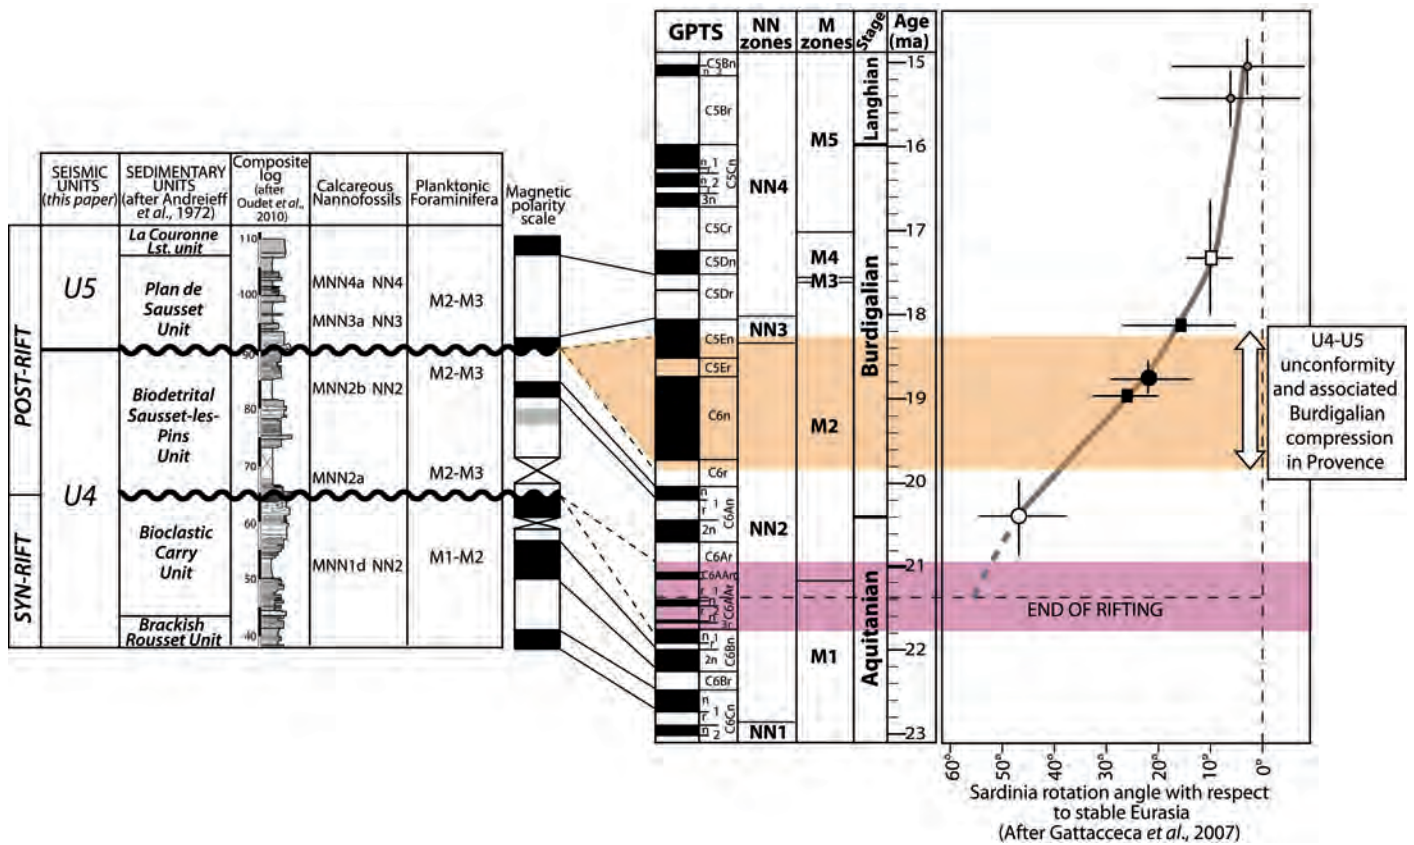 SEISMIC
UNITS
(this paper)
SEDIMENTARY
UNITS
(after Andreieff
et al., 1972)
Composite
log
(after
Oudet et al.,
2010)
Calcareous
Nannofossils
Planktonic
Foraminifera
Magnetic
polarity
scale
POST-RIFT
SYN-RIFT
U5
U4
La Couronne
Lst. unit
Plan de
Sausset
Unit
Biodetrital
Sausset-les-
Pins
Unit
Bioclastic
Carry
Unit
Brackish
Rousset Unit
110
100
90
80
70
60
50
40
MNN4a NN4
MNN3a NN3
MNN2b NN2
MNN2a
MNN1d NN2
M2-M3
M2-M3
M2-M3
M1-M2
GPTS
NN
zones
M
zones
Stage
Age
(ma)
C5Bn
C5Br
C5Cn
C5Cr
C5Dn
C5Dr
C5En
C5Er
C6n
C6r
C6An
C6Ar
C6AAr
C6Bn
C6Br
C6Cn
NN4
NN3
NN2
NN1
M5
M4
M3
M2
M1
Langhian
Burdigalian
Aquitanian
15
16
17
18
19
20
21
22
23
END OF RIFTING
U4-U5
unconformity
and associated
Burdigalian
compression
in Provence
60°
50°
40°
30°
20°
10°
0°
Sardinia rotation angle with respect
to stable Eurasia
(After Gattacceca et al., 2007)